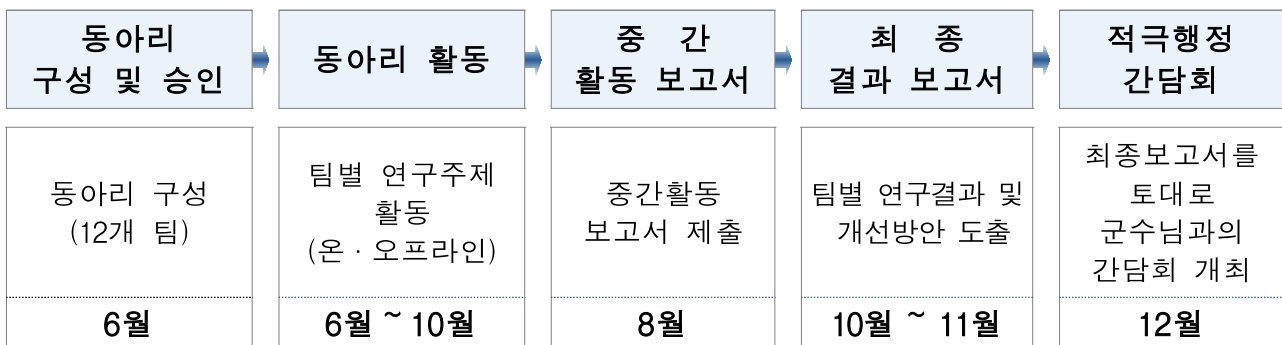 동아리
구성 및 승인
동아리 활동
중 간
활동 보고서
최 종
결과 보고서
적극행정
간담회
동아리 구성
(12개 팀)
팀별 연구주제
활동
(온·오프라인)
중간활동
보고서 제출
팀별 연구결과 및
개선방안 도출
최종보고서를
토대로
군수님과의
간담회 개최
6월
6월 ~ 10월
8월
10월 ~ 11월
12월